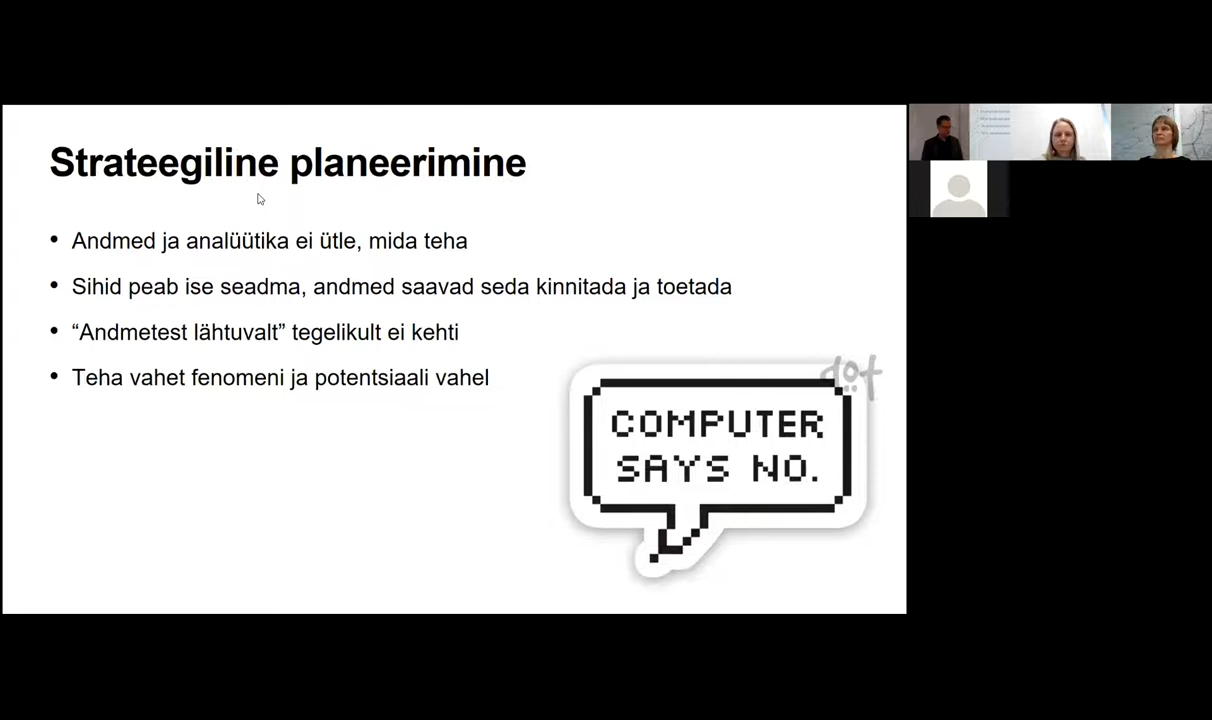 Strateegiline planeerimine
• Andmed ja analüütika ei ütle, mida teha
• Sihid peab ise seadma, andmed saavad seda kinnitada ja toetada
• “Andmetest lähtuvalt” tegelikult ei kehti
• Teha vahet fenomeni ja potentsiaali vahel
döt
COMPUTER
SAYS NO.